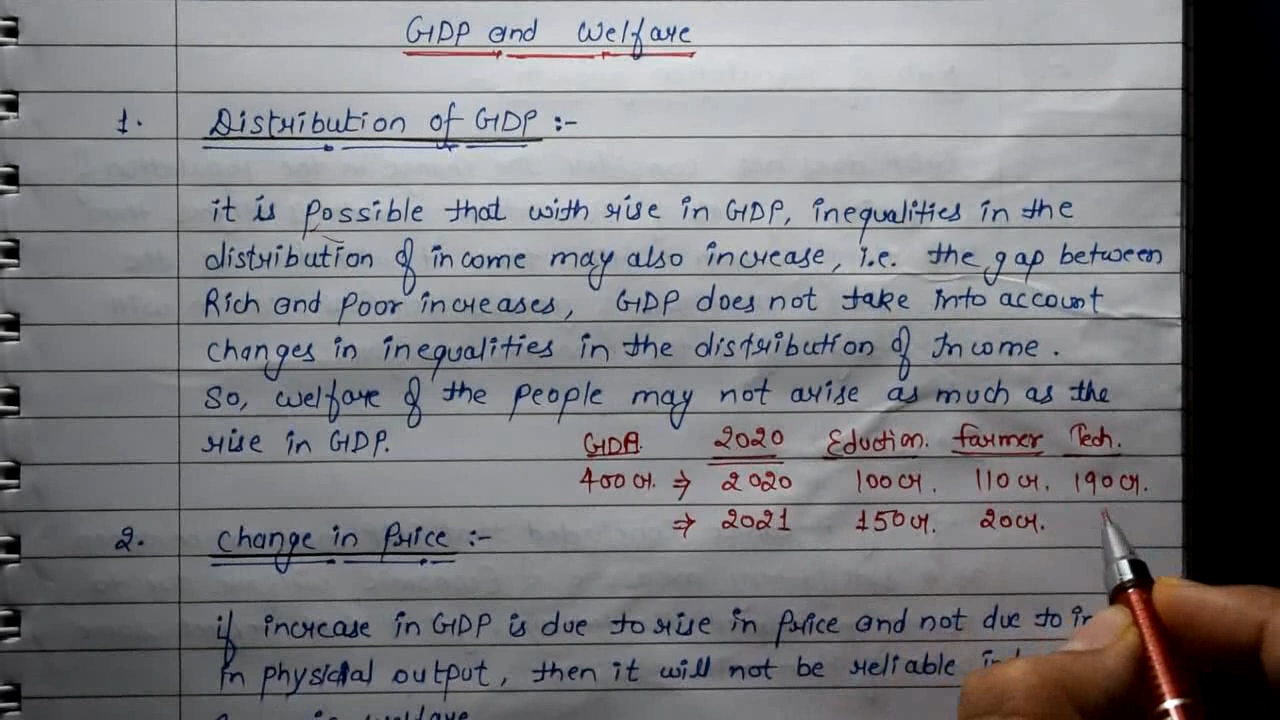 GDP and Welfare
1. Distribution of GDP :-
it is possible that with rise in GDP, inequalities in the
distribution of income may also increase, i.e. the gap between
Rich and Poor increases, GDP does not take into account
changes in inequalities in the distribution of Income.
So, welfare of the people may not arise as much as the
rise in GDP.
GDP. 2020 Eduction. farmer Tech.
400 cr. ⇒ 2020 100 cr. 110 cr. 190 cr.
⇒ 2021 150 cr. 20 cr.
2. Change in Price :-
if increase in GDP is due to rise in price and not due to
In physical output, then it will not be reliable
welfare